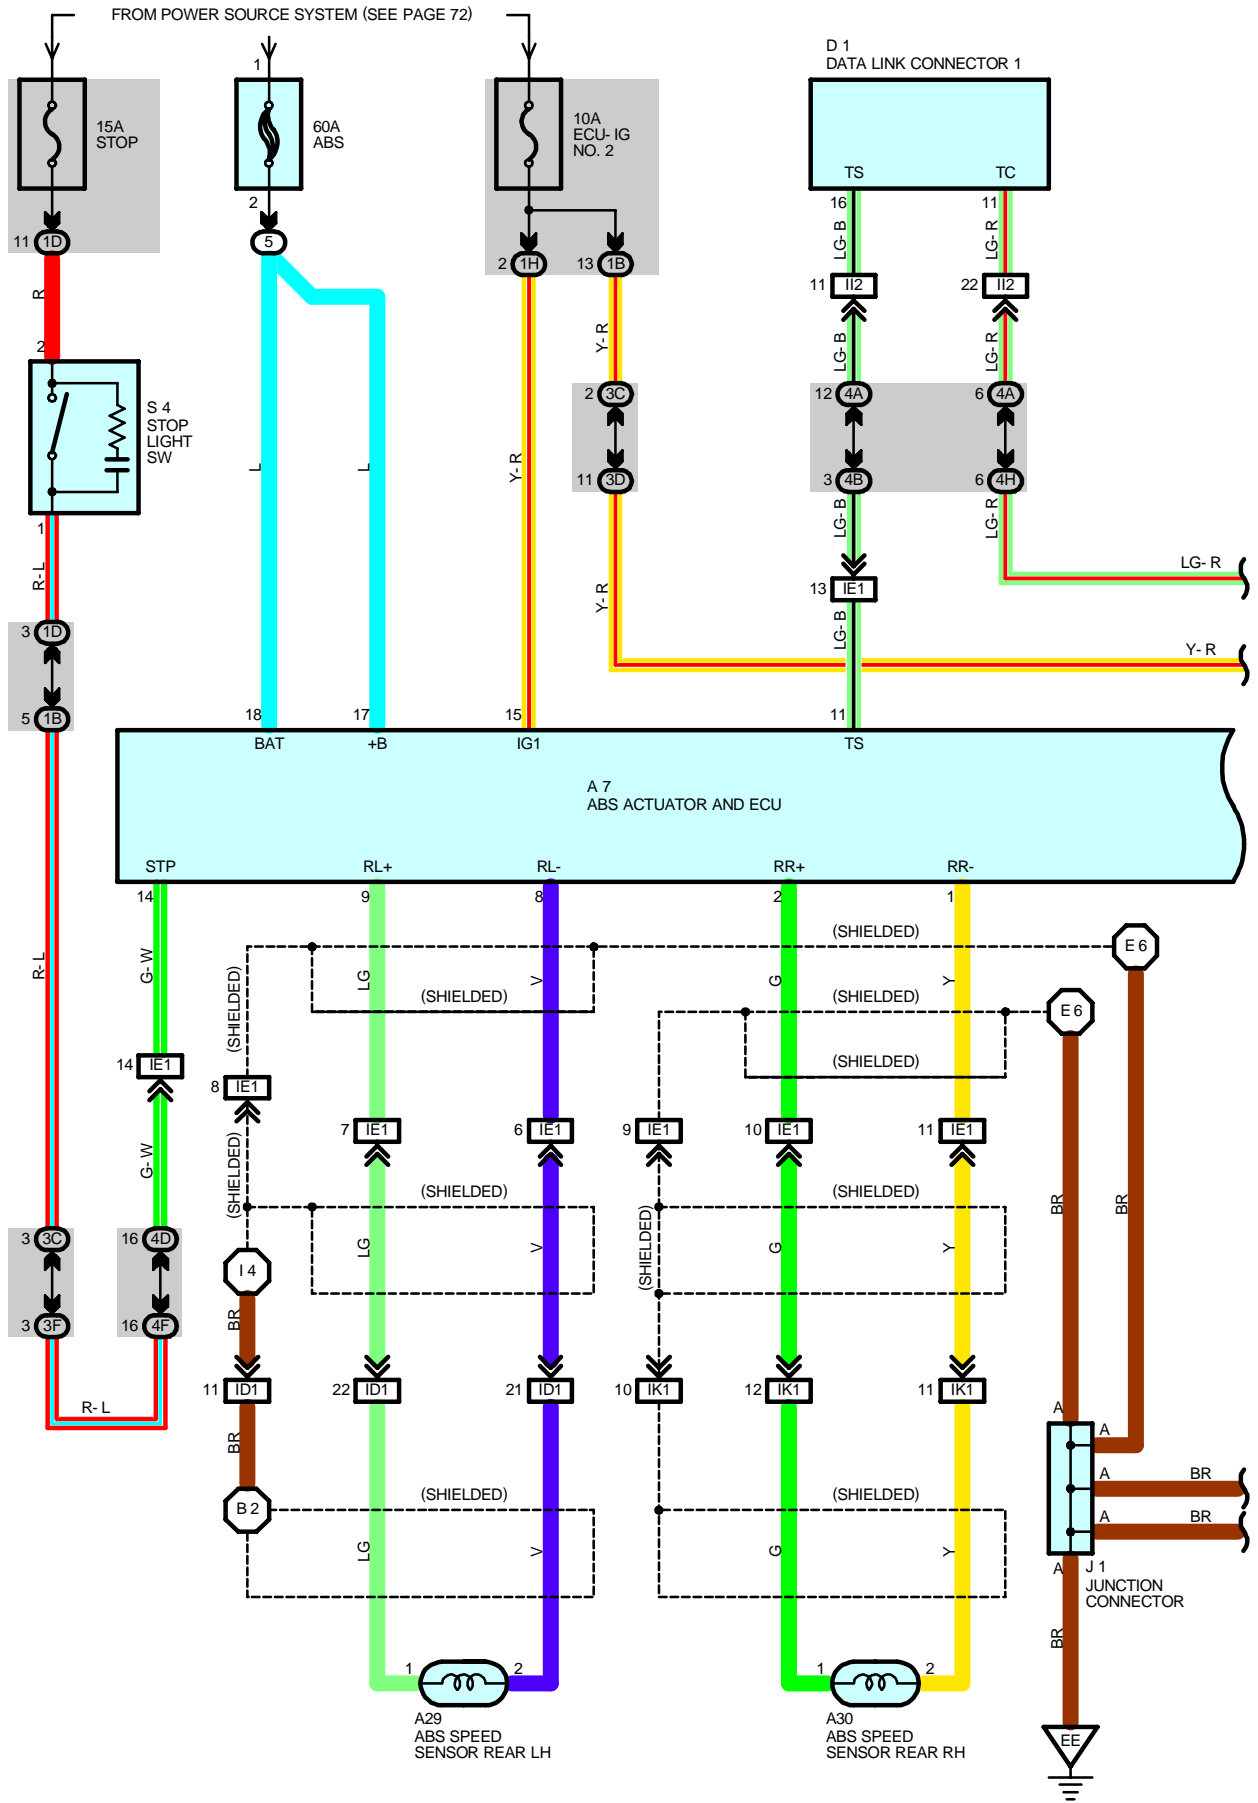 FROM POWER SOURCE SYSTEM (SEE PAGE 72)
1
15A
STOP
60A
ABS
10A
ECU- IG
NO. 2
D 1
DATA LINK CONNECTOR 1
TS
TC
2
16
11
11 1D
5
2 1H
13 1B
LG- B
LG- R
11 II2
22 II2
R
2
Y- R
LG- B
LG- R
2 3C
12 4A
6 4A
S 4
STOP
LIGHT
SW
L
L
Y- R
11 3D
3 4B
6 4H
1
LG- B
LG- R
LG- R
R- L
Y- R
13 IE1
LG- B
3 1D
Y- R
5 1B
18
17
15
11
BAT
+B
IG1
TS
A 7
ABS ACTUATOR AND ECU
STP
RL+
RL-
RR+
RR-
14
9
8
2
1
(SHIELDED)
E 6
R- L
G- W
LG
V
G
Y
(SHIELDED)
(SHIELDED)
(SHIELDED)
E 6
14 IE1
(SHIELDED)
8 IE1
7 IE1
6 IE1
9 IE1
10 IE1
11 IE1
G- W
(SHIELDED)
(SHIELDED)
(SHIELDED)
BR
BR
3 3C
16 4D
LG
V
(SHIELDED)
G
Y
I 4
3 3F
16 4F
BR
11 ID1
22 ID1
21 ID1
10 IK1
12 IK1
11 IK1
R- L
A
A
BR
A
BR
B 2
(SHIELDED)
(SHIELDED)
A
BR
LG
V
G
Y
A
J 1
JUNCTION
CONNECTOR
BR
1
2
1
2
A29
ABS SPEED
SENSOR REAR LH
A30
ABS SPEED
SENSOR REAR RH
EE